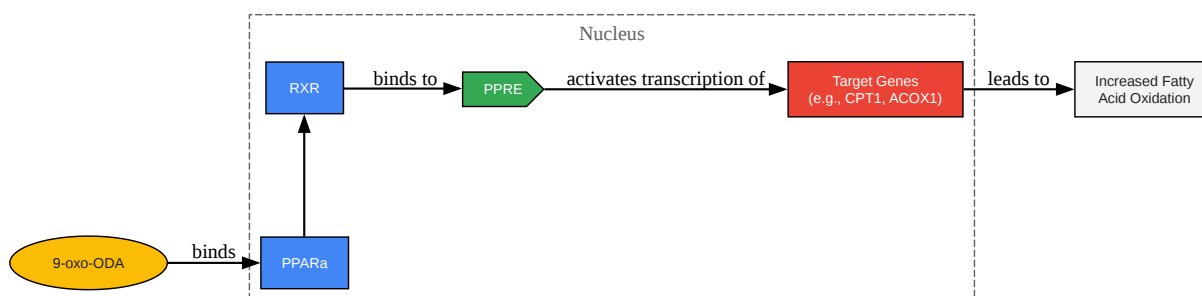 Nucleus
RXR
binds to
PPRE
activates transcription of
Target Genes
(e.g., CPT1, ACOX1)
leads to
Increased Fatty
Acid Oxidation
9-oxo-ODA
binds
PPARa